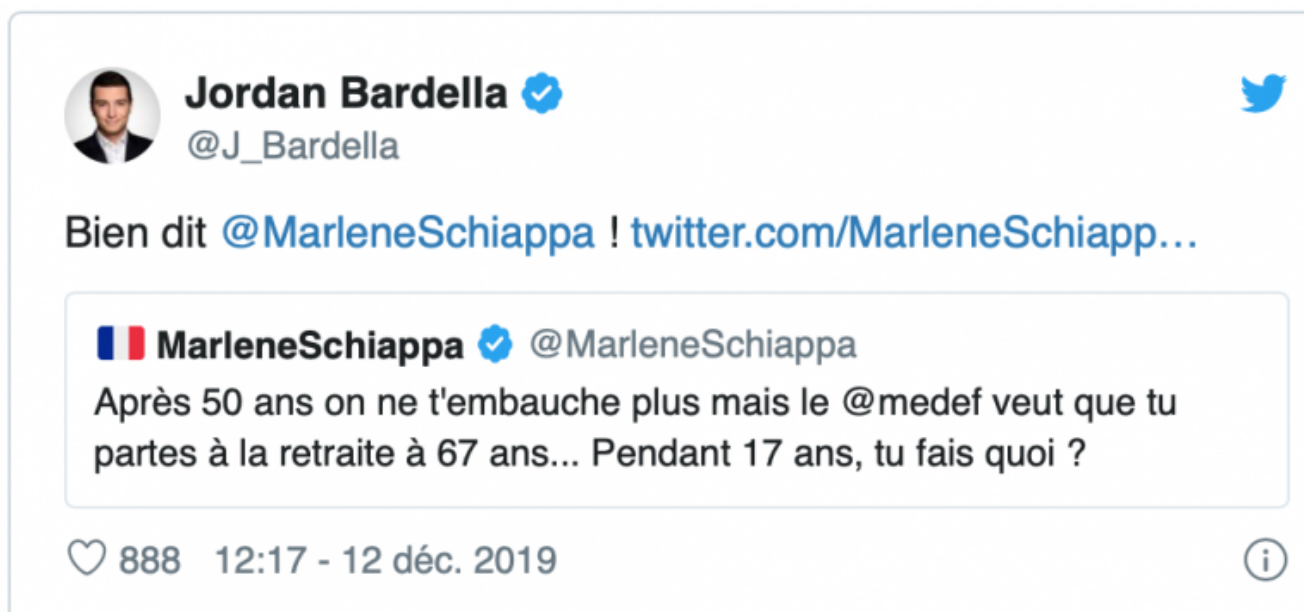 Jordan Bardella
@J_Bardella
Bien dit @MarleneSchiappa ! twitter.com/MarleneSchiapp…
MarleneSchiappa @MarleneSchiappa
Après 50 ans on ne t'embauche plus mais le @medef veut que tu
partes à la retraite à 67 ans... Pendant 17 ans, tu fais quoi ?
888 12:17 - 12 déc. 2019